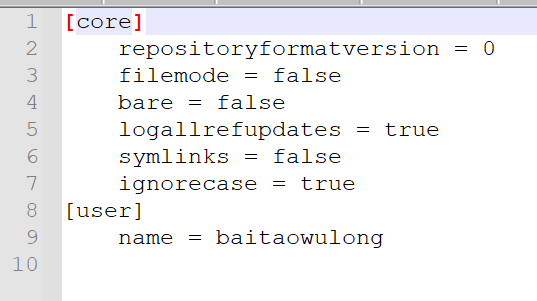 1 [core]
2     repositoryformatversion = 0
3     filemode = false
4     bare = false
5     logallrefupdates = true
6     symlinks = false
7     ignorecase = true
8 [user]
9     name = baitaowulong
10